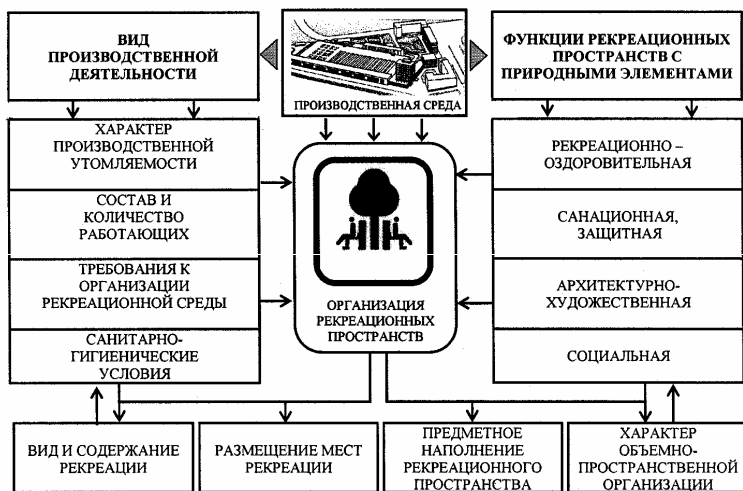 ВИД
ПРОИЗВОДСТВЕННОЙ
ДЕЯТЕЛЬНОСТИ
ПРОИЗВОДСТВЕННАЯ СРЕДА
ФУНКЦИИ РЕКРЕАЦИОННЫХ
ПРОСТРАНСТВ С
ПРИРОДНЫМИ ЭЛЕМЕНТАМИ
ХАРАКТЕР
ПРОИЗВОДСТВЕННОЙ
УТОМЛЯЕМОСТИ
СОСТАВ И
КОЛИЧЕСТВО
РАБОТАЮЩИХ
ТРЕБОВАНИЯ К
ОРГАНИЗАЦИИ
РЕКРЕАЦИОННОЙ СРЕДЫ
САНИТАРНО-
ГИГИЕНИЧЕСКИЕ
УСЛОВИЯ
ОРГАНИЗАЦИЯ
РЕКРЕАЦИОННЫХ
ПРОСТРАНСТВ
РЕКРЕАЦИОННО –
ОЗДОРОВИТЕЛЬНАЯ
САНАЦИОННАЯ,
ЗАЩИТНАЯ
АРХИТЕКТУРНО-
ХУДОЖЕСТВЕННАЯ
СОЦИАЛЬНАЯ
ВИД И СОДЕРЖАНИЕ
РЕКРЕАЦИИ
РАЗМЕЩЕНИЕ МЕСТ
РЕКРЕАЦИИ
ПРЕДМЕТНОЕ
НАПОЛНЕНИЕ
РЕКРЕАЦИОННОГО
ПРОСТРАНСТВА
ХАРАКТЕР
ОБЪЕМНО-
ПРОСТРАНСТВЕННОЙ
ОРГАНИЗАЦИИ